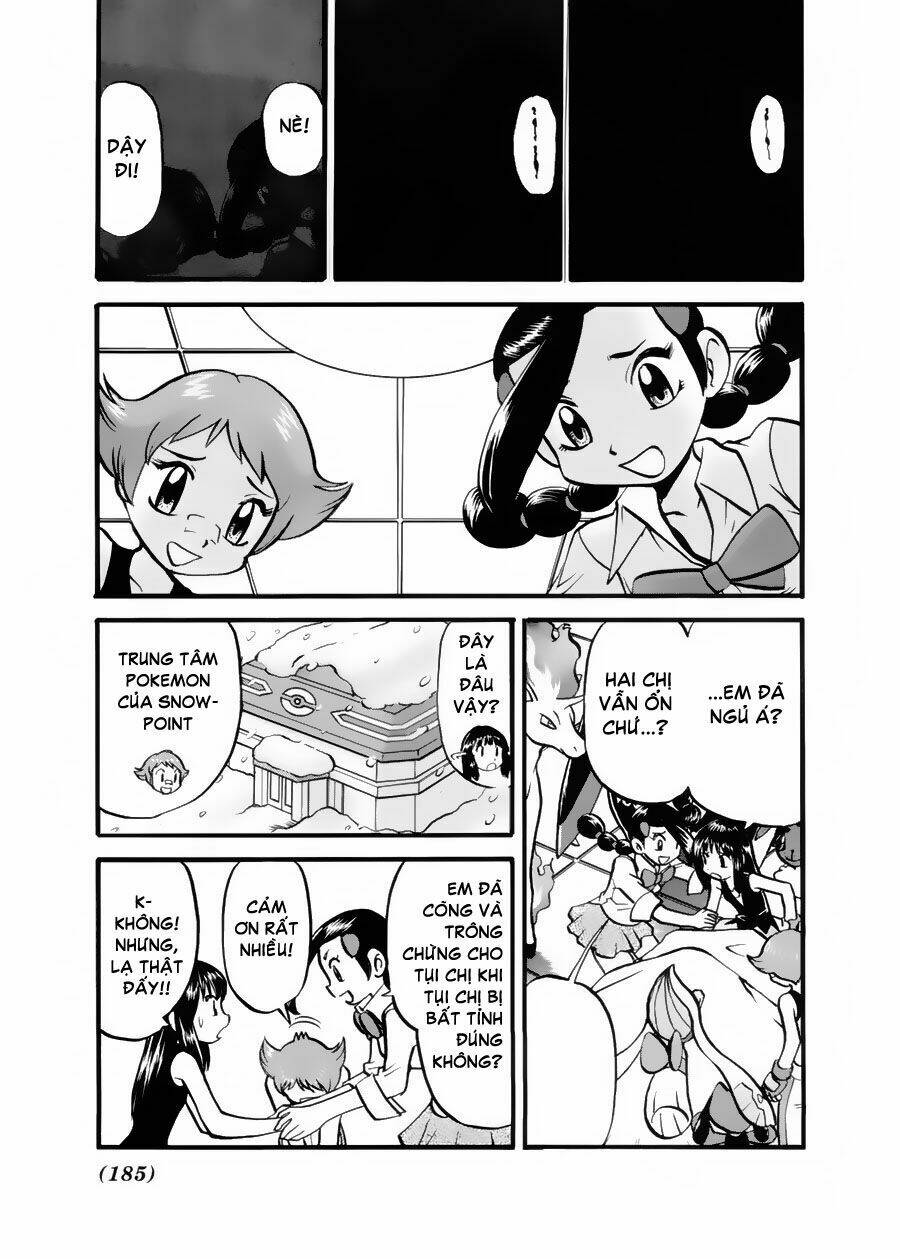 NÈ!
DẬY
ĐI!
...EM ĐÃ
NGỦ Á?
HAI CHỊ
VẪN ỔN
CHƯ...?
ĐÂY
LÀ
ĐÂU
VẬY?
TRUNG TÂM
POKEMON
CỦA SNOW-
POINT
EM ĐÃ
CÕNG VÀ
TRÔNG
CHỪNG CHO
TỤI CHỊ KHI
TỤI CHỊ BỊ
BẤT TỈNH
ĐÚNG
KHÔNG?
CẢM
ƠN RẤT
NHIỀU!
K-
KHÔNG!
NHƯNG,
LẠ THẬT
ĐẤY!!
(185)